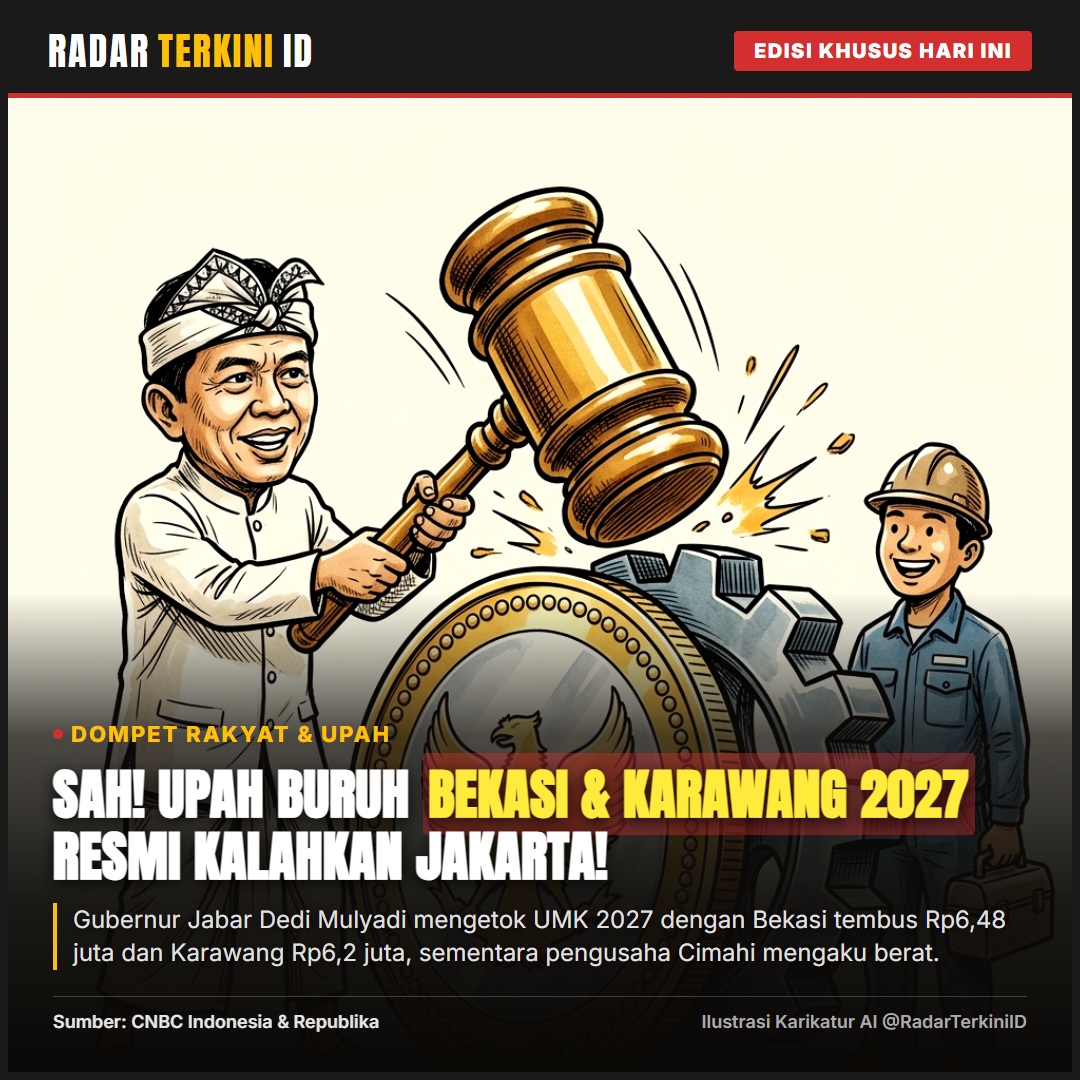 RADAR TERKINI ID
EDISI KHUSUS HARI INI
DOMPET RAKYAT & UPAH
SAH! UPAH BURUH BEKASI & KARAWANG 2027
RESMI KALAHKAN JAKARTA!
Gubernur Jabar Dedi Mulyadi mengetok UMK 2027 dengan Bekasi tembus Rp6,48
juta dan Karawang Rp6,2 juta, sementara pengusaha Cimahi mengaku berat.
Sumber: CNBC Indonesia & Republika
Ilustrasi Karikatur AI @RadarTerkiniID